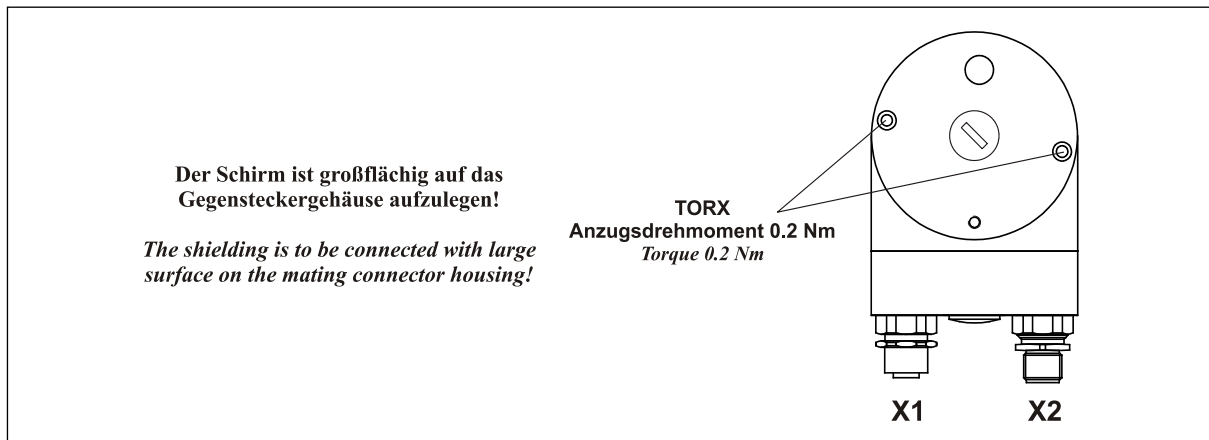 Der Schirm ist großflächig auf das
Gegensteckergehäuse aufzulegen!
The shielding is to be connected with large
surface on the mating connector housing!
TORX
Anzugsdrehmoment 0.2 Nm
Torque 0.2 Nm
X1
X2